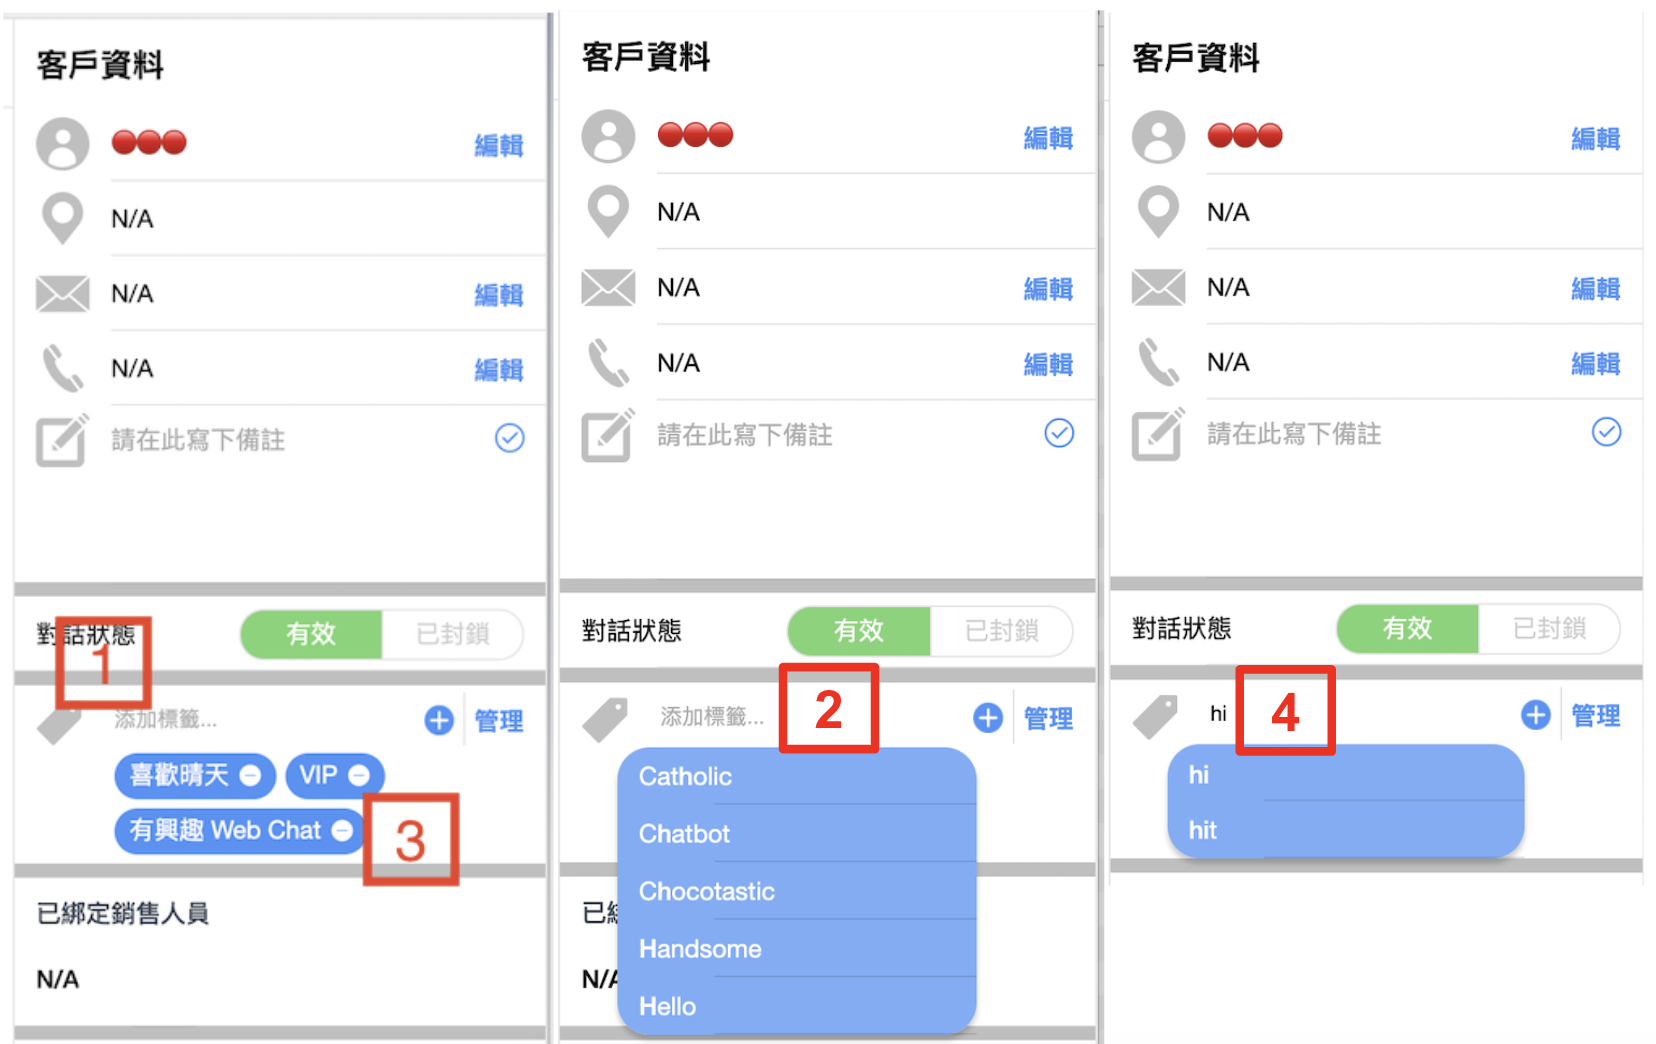 客戶資料
編輯
N/A
N/A
編輯
N/A
編輯
請在此寫下備註
對話狀態
有效
已封鎖
1
添加標籤...
管理
喜歡晴天
VIP
有興趣 Web Chat
3
已綁定銷售人員
N/A
客戶資料
編輯
N/A
N/A
編輯
N/A
編輯
請在此寫下備註
對話狀態
有效
已封鎖
添加標籤...
2
管理
Catholic
Chatbot
Chocotastic
Handsome
Hello
已綁
N/A
客戶資料
編輯
N/A
N/A
編輯
N/A
編輯
請在此寫下備註
對話狀態
有效
已封鎖
hi
4
管理
hi
hit